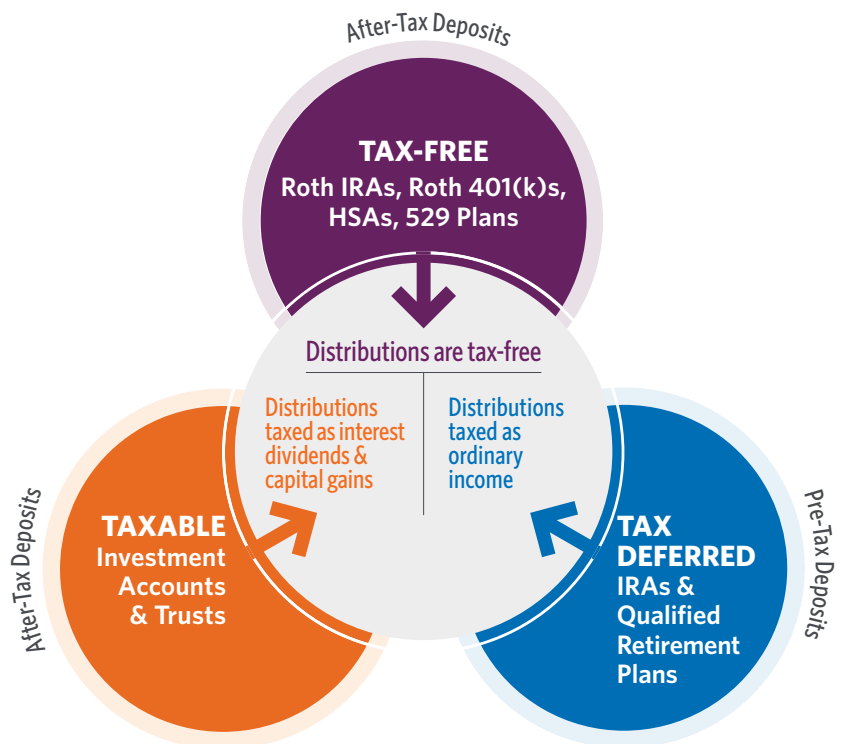 After-Tax Deposits
TAX-FREE
Roth IRAs, Roth 401(k)s,
HSAs, 529 Plans
Distributions are tax-free
Distributions
taxed as interest
dividends &
capital gains
Distributions
taxed as
ordinary
income
After-Tax Deposits
TAXABLE
Investment
Accounts
& Trusts
TAX
DEFERRED
IRAs &
Qualified
Retirement
Plans
Pre-Tax Deposits